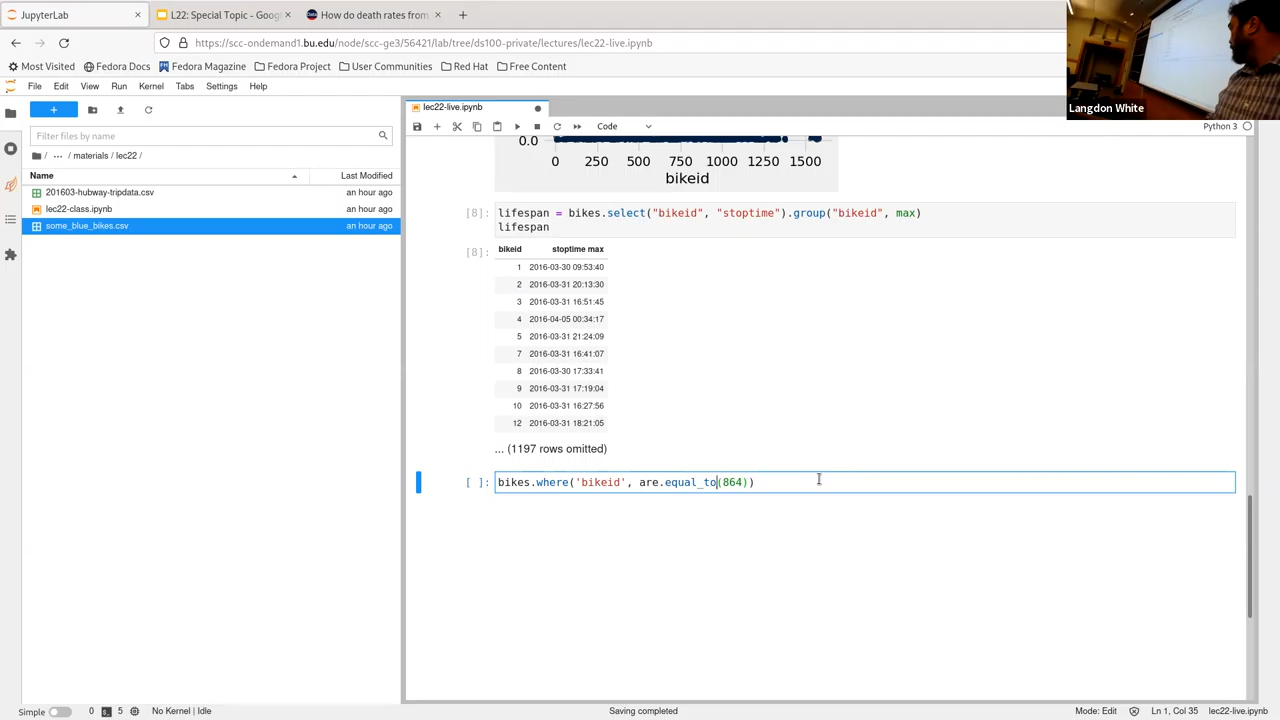 JupyterLab
L22: Special Topic - Goog
Data
How do death rates from
https://scc-ondemand1.bu.edu/node/scc-ge3/56421/lab/tree/ds100-private/lectures/lec22-live.ipynb
Most Visited
Fedora Docs
Fedora Magazine
Fedora Project
User Communities
Red Hat
Free Content
Langdon White
File Edit View Run Kernel Tabs Settings Help
lec22-live.ipynb
Filter files by name
Code
Python 3
/ ··· / materials / lec22 /
Name
Last Modified
201603-hubway-tripdata.csv an hour ago
lec22-class.ipynb an hour ago
some_blue_bikes.csv an hour ago
0.0
0 250 500 750 1000 1250 1500
bikeid
[8]: lifespan = bikes.select("bikeid", "stoptime").group("bikeid", max)
lifespan
[8]: bikeid stoptime max
1 2016-03-30 09:53:40
2 2016-03-31 20:13:30
3 2016-03-31 16:51:45
4 2016-04-05 00:34:17
5 2016-03-31 21:24:09
7 2016-03-31 16:41:07
8 2016-03-30 17:33:41
9 2016-03-31 17:19:04
10 2016-03-31 16:27:56
12 2016-03-31 18:21:05
... (1197 rows omitted)
[ ]: bikes.where('bikeid', are.equal_to(864))
Simple 0 5 No Kernel | Idle Saving completed Mode: Edit Ln 1, Col 35 lec22-live.ipynb